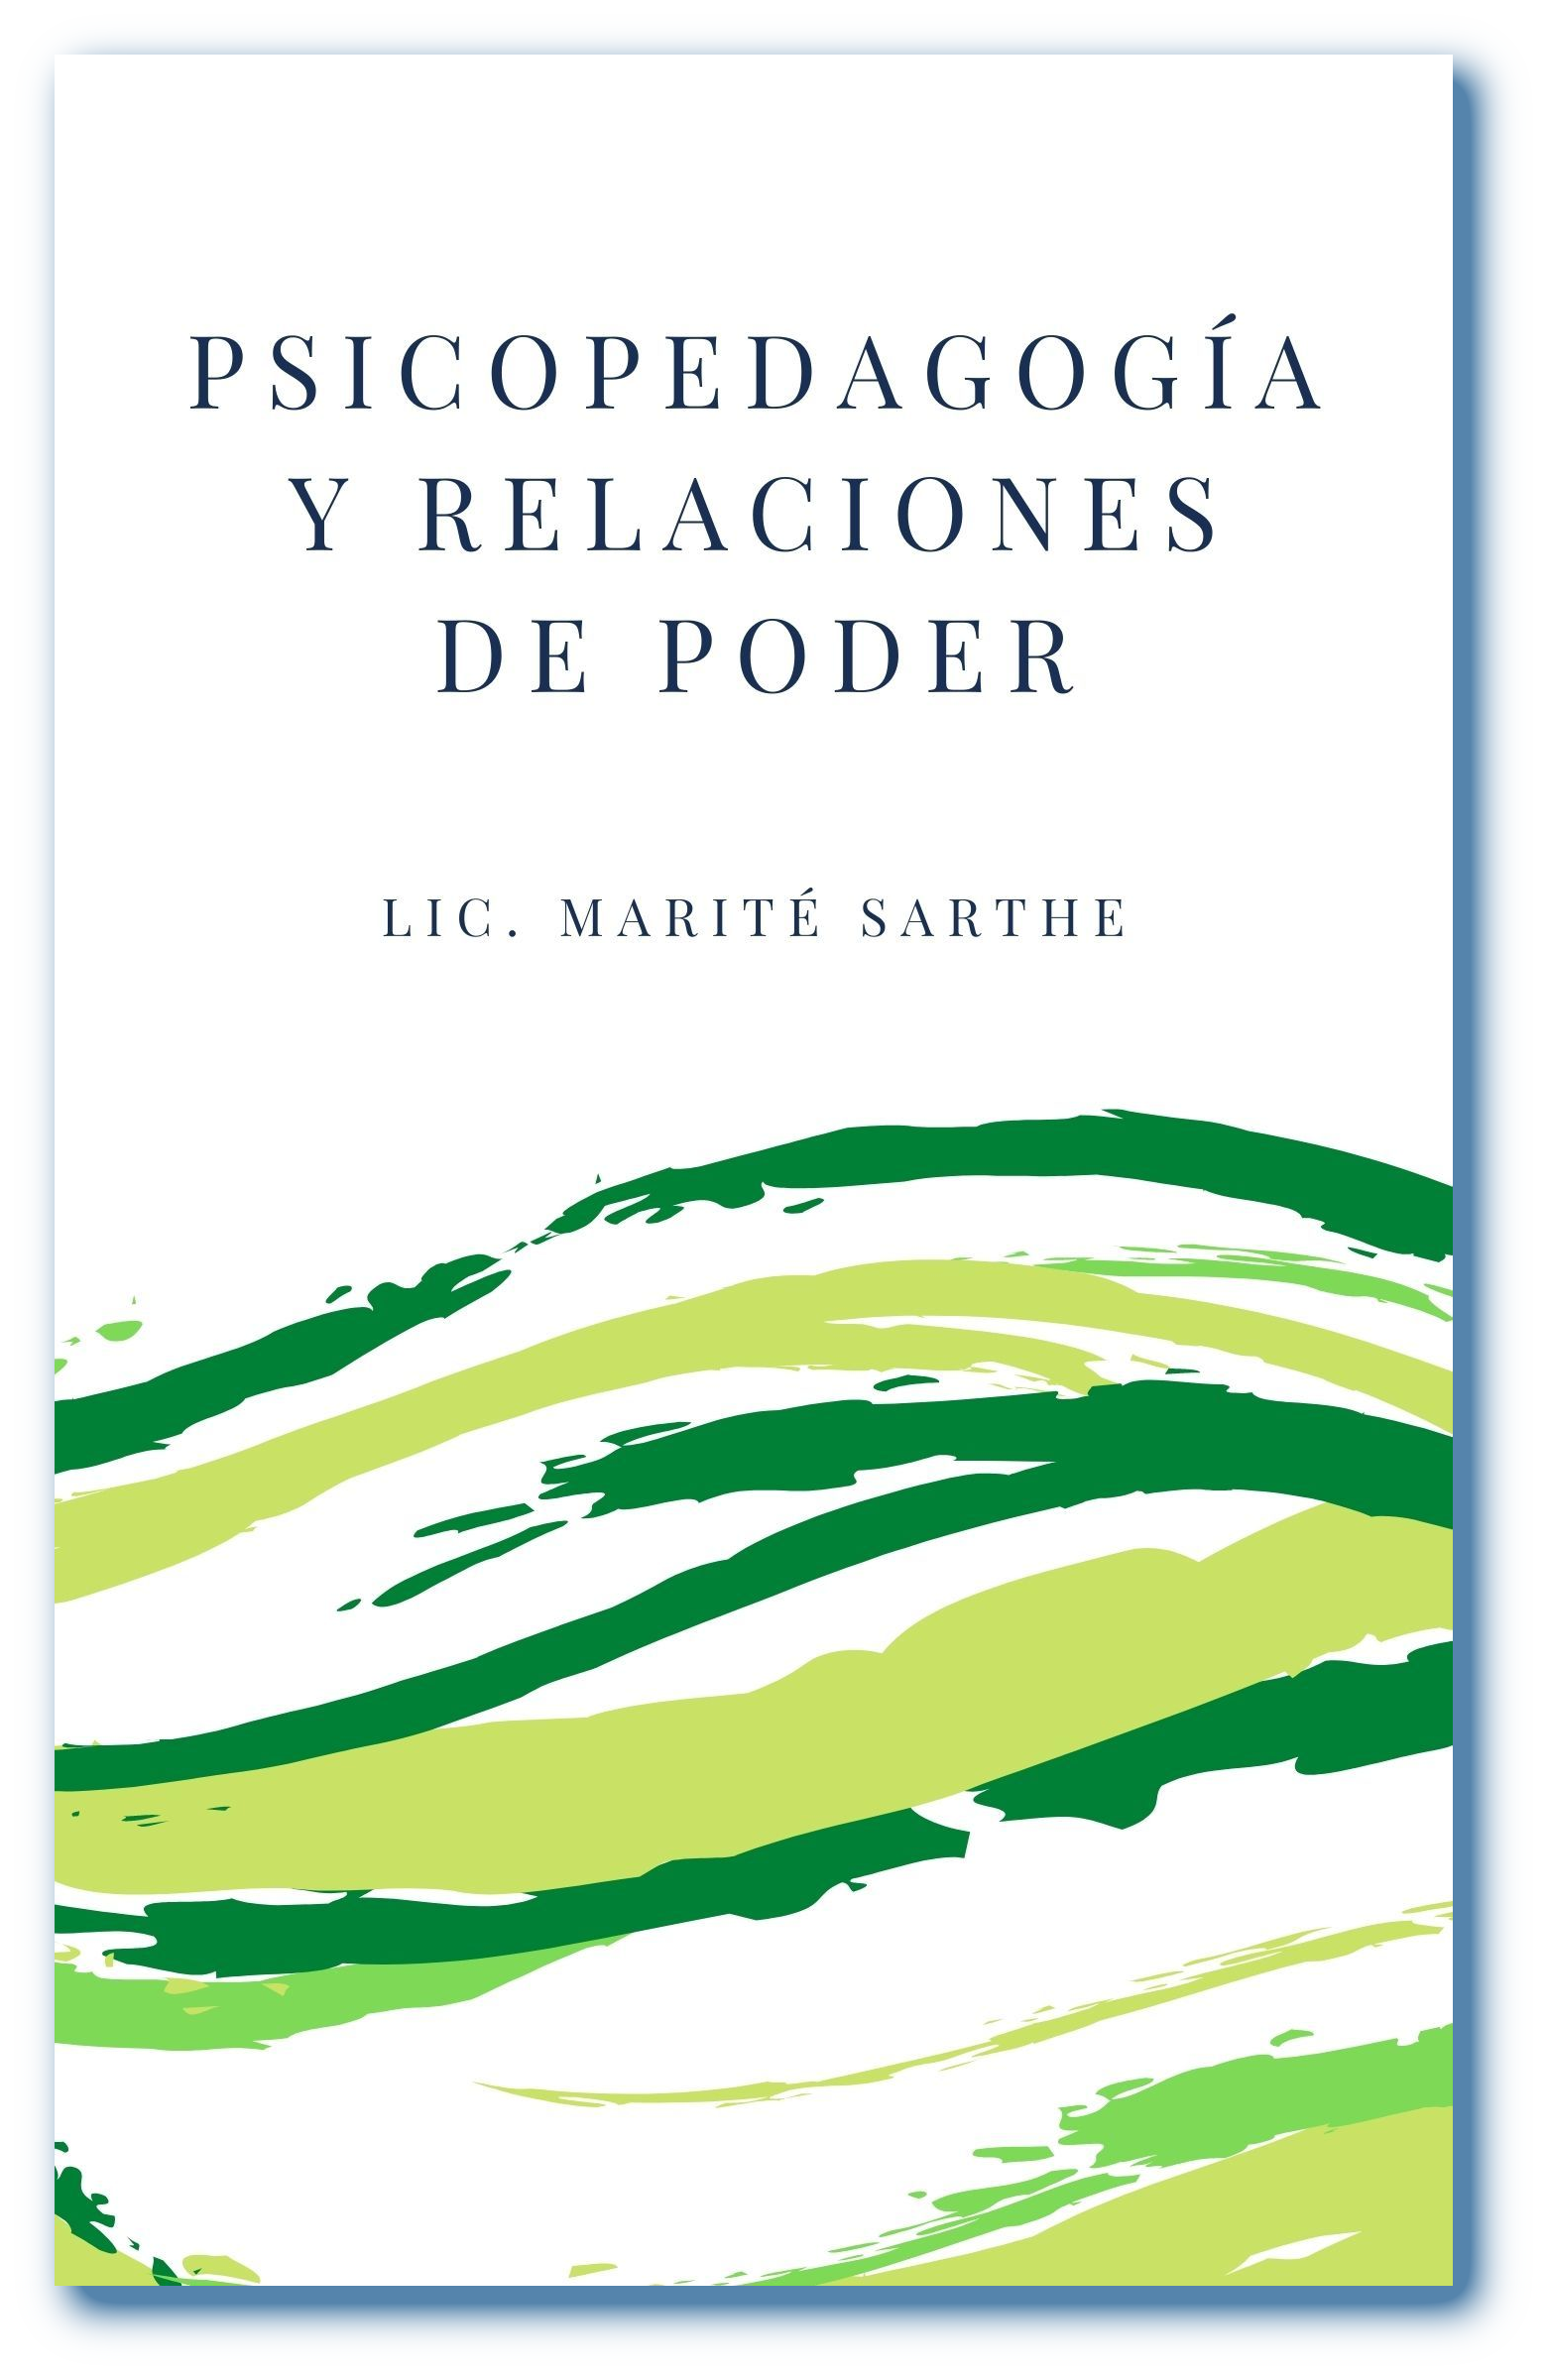 PSICOPEDAGOGÍA
Y RELACIONES
DE PODER
LIC. MARITÉ SARTHE